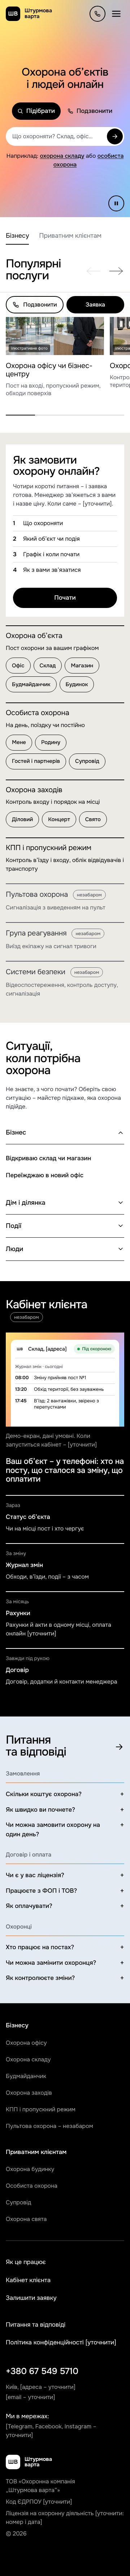 ШВ
Штурмова
варта
Охорона об’єктів
і людей онлайн
Підібрати
Подзвонити
Що охороняєте? Склад, офіс…
Наприклад: охорона складу або особиста
охорона
Бізнесу
Приватним клієнтам
Популярні
послуги
Подзвонити
Заявка
Охорона офісу чи бізнес-
центру
Пост на вході, пропускний режим,
обходи поверхів
Як замовити
охорону онлайн?
Чотири короткі питання – і заявка
готова. Менеджер зв’яжеться з вами
і назве ціну. Коли саме – [уточнити].
1 Що охороняти
2 Який об’єкт чи подія
3 Графік і коли почати
4 Як з вами зв’язатися
Почати
Охорона об’єкта
Пост охорони за вашим графіком
Офіс
Склад
Магазин
Будмайданчик
Будинок
Особиста охорона
На день, поїздку чи постійно
Мене
Родину
Гостей і партнерів
Супровід
Охорона заходів
Контроль входу і порядок на місці
Діловий
Концерт
Свято
КПП і пропускний режим
Контроль в’їзду і входу, облік відвідувачів і
транспорту
Пультова охорона незабаром
Сигналізація з виведенням на пульт
Група реагування незабаром
Виїзд екіпажу на сигнал тривоги
Системи безпеки незабаром
Відеоспостереження, контроль доступу,
сигналізація
Ситуації,
коли потрібна
охорона
Не знаєте, з чого почати? Оберіть свою
ситуацію – майстер підкаже, яка охорона
підійде.
Бізнес
Відкриваю склад чи магазин
Переїжджаю в новий офіс
Дім і ділянка
Події
Люди
Кабінет клієнта
незабаром
ШВ Склад, [адреса] Під охороною
Журнал змін · сьогодні
08:00 Зміну прийняв пост №1
13:20 Обхід території, без зауважень
17:45 В’їзд: 2 вантажівки, звірено з
перепустками
Демо-екран, дані умовні. Коли
запуститься кабінет – [уточнити]
Ваш об’єкт – у телефоні: хто на
посту, що сталося за зміну, що
оплатити
Зараз
Статус об’єкта
Чи на місці пост і хто чергує
За зміну
Журнал змін
Обходи, в’їзди, події – з часом
За місяць
Рахунки
Рахунки й акти в одному місці, оплата
онлайн [уточнити]
Завжди під рукою
Договір
Договір, додатки й контакти менеджера
Питання
та відповіді
Замовлення
Скільки коштує охорона?
Як швидко ви почнете?
Чи можна замовити охорону на
один день?
Договір і оплата
Чи є у вас ліцензія?
Працюєте з ФОП і ТОВ?
Як оплачувати?
Охоронці
Хто працює на постах?
Чи можна замінити охоронця?
Як контролюєте зміни?
Бізнесу
Охорона офісу
Охорона складу
Будмайданчик
Охорона заходів
КПП і пропускний режим
Пультова охорона – незабаром
Приватним клієнтам
Охорона будинку
Особиста охорона
Супровід
Охорона свята
Як це працює
Кабінет клієнта
Залишити заявку
Питання та відповіді
Політика конфіденційності [уточнити]
+380 67 549 5710
Київ, [адреса – уточнити]
[email – уточнити]
Ми в мережах:
[Telegram, Facebook, Instagram –
уточнити]
ШВ
Штурмова
варта
ТОВ «Охоронна компанія
„Штурмова варта“»
Код ЄДРПОУ [уточнити]
Ліцензія на охоронну діяльність [уточнити:
номер і дата]
© 2026